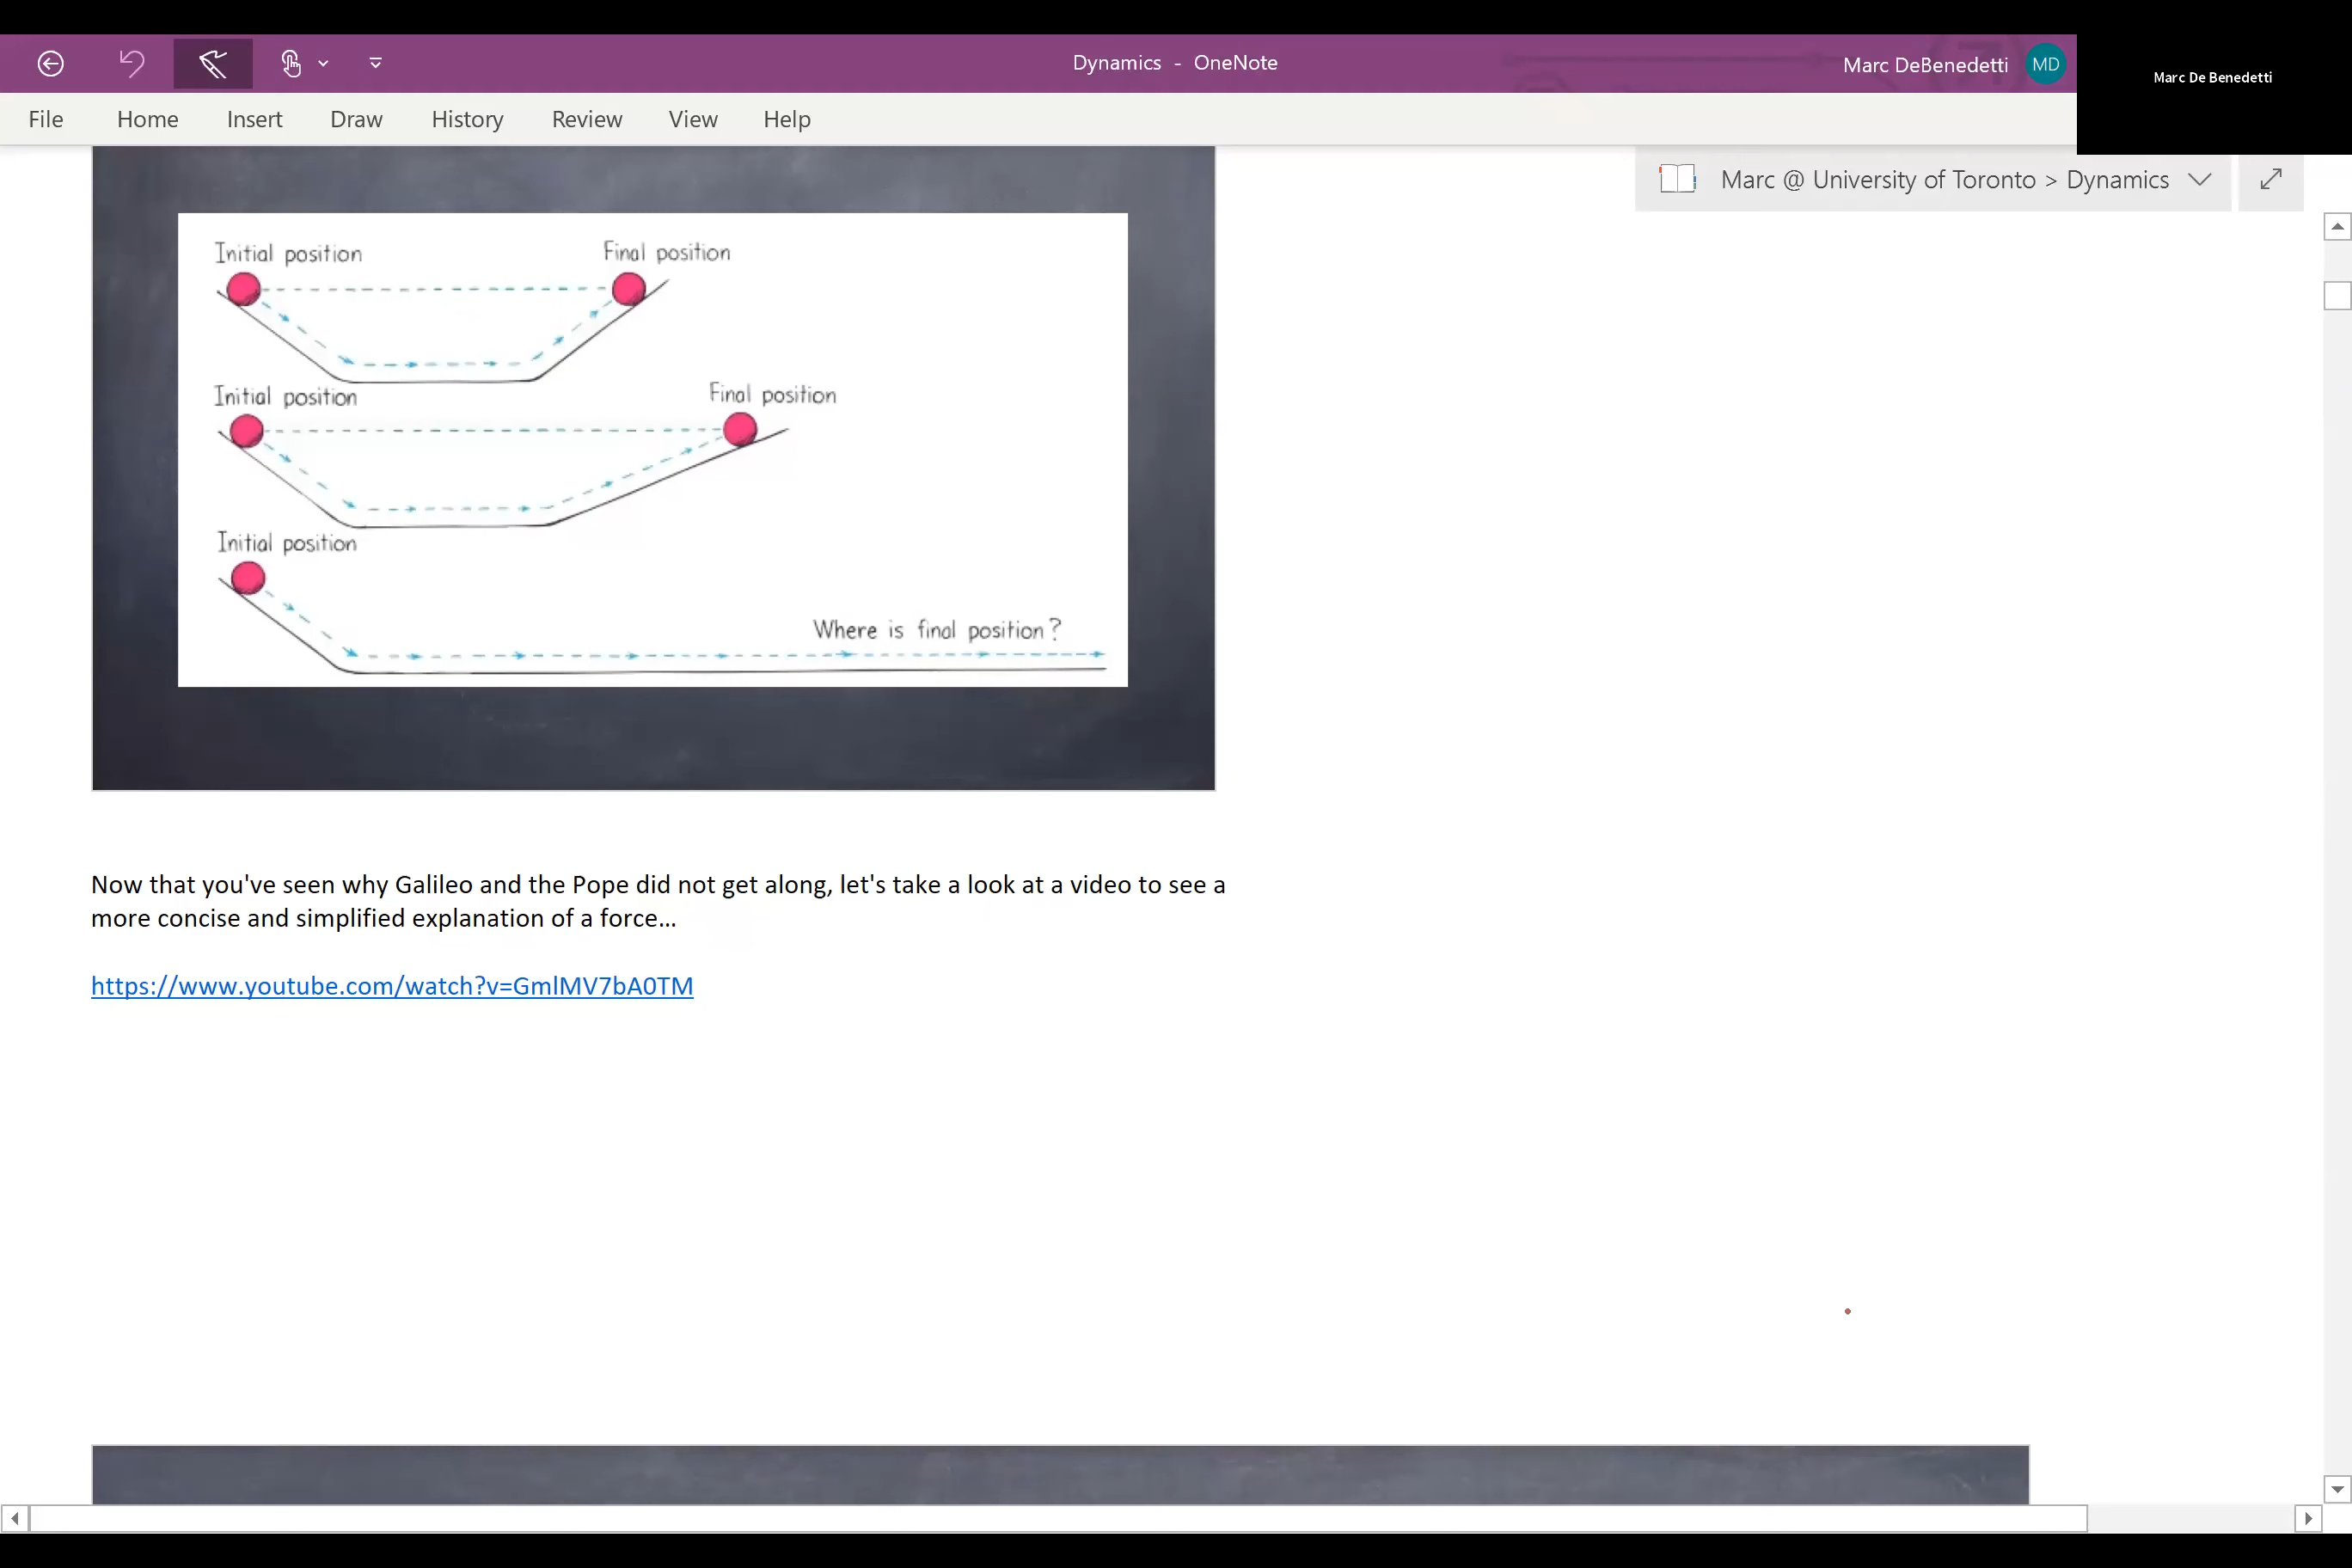 Dynamics - OneNote
Marc DeBenedetti
MD
Marc De Benedetti
File Home Insert Draw History Review View Help
Marc @ University of Toronto > Dynamics
Initial position Final position
Initial position Final position
Initial position
Where is final position?
Now that you've seen why Galileo and the Pope did not get along, let's take a look at a video to see a
more concise and simplified explanation of a force...
https://www.youtube.com/watch?v=GmlMV7bA0TM